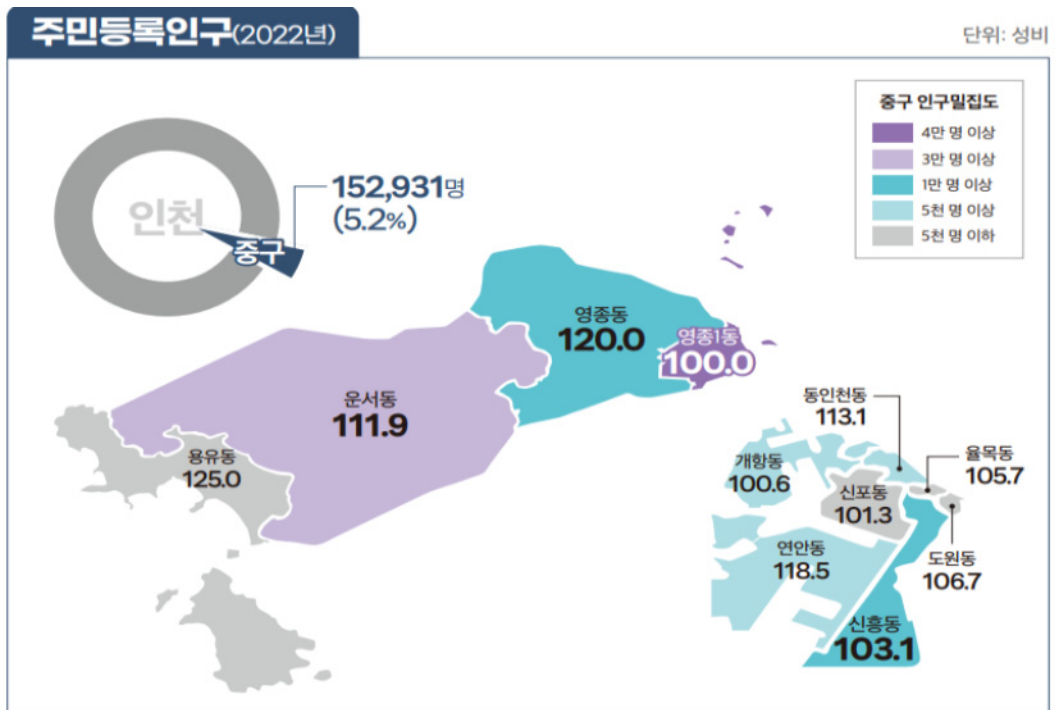 주민등록인구(2022년)
단위: 성비
중구 인구밀집도
4만 명 이상
3만 명 이상
1만 명 이상
5천 명 이상
5천 명 이하
인천
중구
152,931명
(5.2%)
영종동
120.0
영종1동
100.0
운서동
111.9
용유동
125.0
동인천동
113.1
개항동
100.6
율목동
105.7
신포동
101.3
연안동
118.5
도원동
106.7
신흥동
103.1